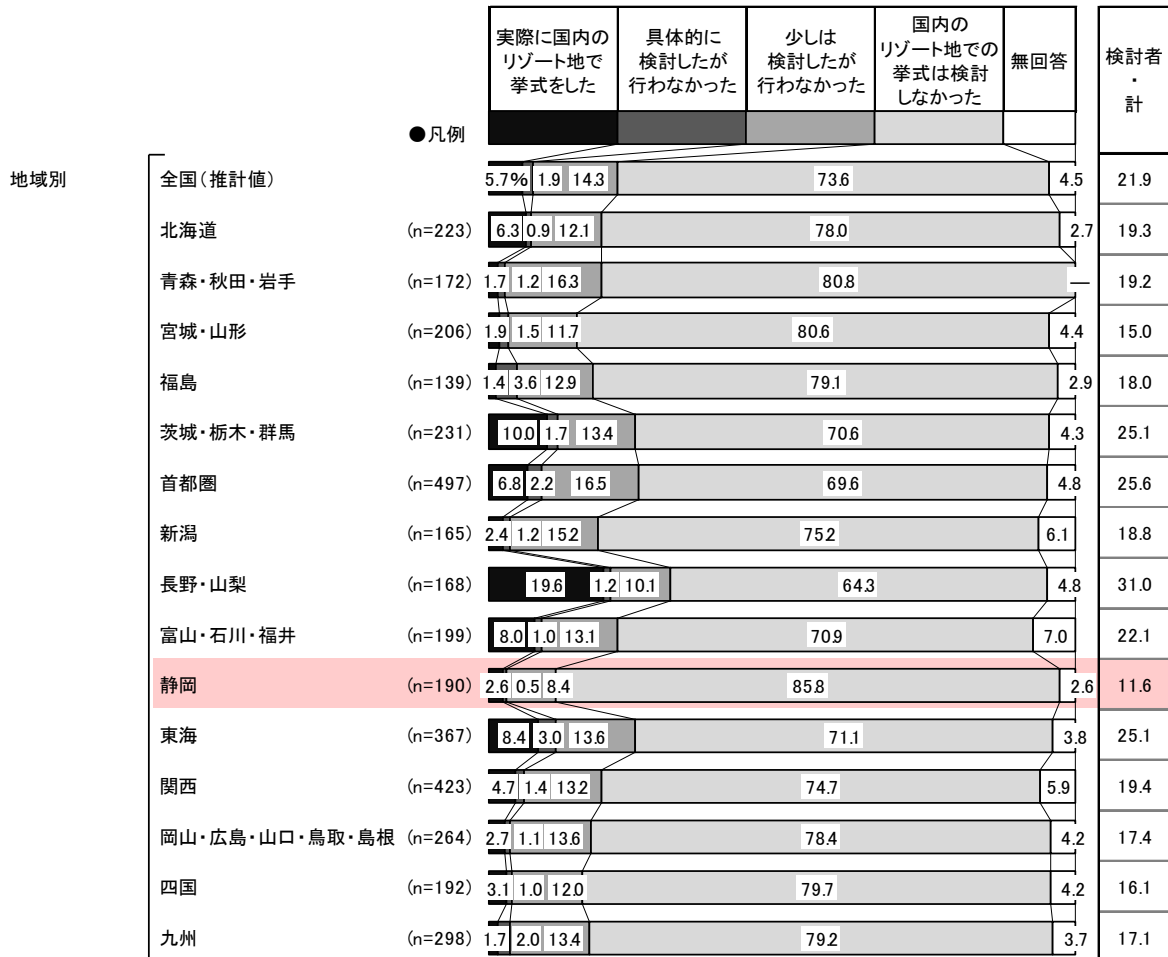 実際に国内の
リゾート地で
挙式をした
具体的に
検討したが
行わなかった
少しは
検討したが
行わなかった
国内の
リゾート地での
挙式は検討
しなかった
無回答
検討者
・
計
●凡例
地域別
全国(推計値) 5.7% 1.9 14.3 73.6 4.5 21.9
北海道 (n=223) 6.3 0.9 12.1 78.0 2.7 19.3
青森・秋田・岩手 (n=172) 1.7 1.2 16.3 80.8 — 19.2
宮城・山形 (n=206) 1.9 1.5 11.7 80.6 4.4 15.0
福島 (n=139) 1.4 3.6 12.9 79.1 2.9 18.0
茨城・栃木・群馬 (n=231) 10.0 1.7 13.4 70.6 4.3 25.1
首都圏 (n=497) 6.8 2.2 16.5 69.6 4.8 25.6
新潟 (n=165) 2.4 1.2 15.2 75.2 6.1 18.8
長野・山梨 (n=168) 19.6 1.2 10.1 64.3 4.8 31.0
富山・石川・福井 (n=199) 8.0 1.0 13.1 70.9 7.0 22.1
静岡 (n=190) 2.6 0.5 8.4 85.8 2.6 11.6
東海 (n=367) 8.4 3.0 13.6 71.1 3.8 25.1
関西 (n=423) 4.7 1.4 13.2 74.7 5.9 19.4
岡山・広島・山口・鳥取・島根 (n=264) 2.7 1.1 13.6 78.4 4.2 17.4
四国 (n=192) 3.1 1.0 12.0 79.7 4.2 16.1
九州 (n=298) 1.7 2.0 13.4 79.2 3.7 17.1